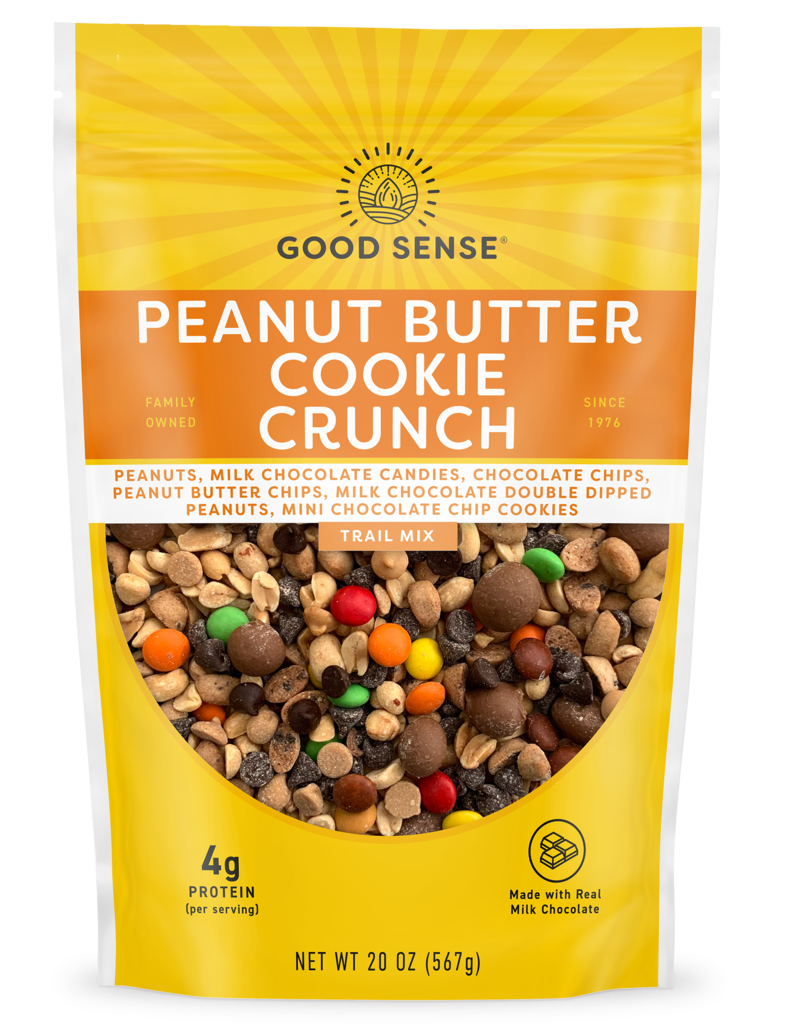 GOOD SENSE®
PEANUT BUTTER
COOKIE
CRUNCH
FAMILY
OWNED
SINCE
1976
PEANUTS, MILK CHOCOLATE CANDIES, CHOCOLATE CHIPS,
PEANUT BUTTER CHIPS, MILK CHOCOLATE DOUBLE DIPPED
PEANUTS, MINI CHOCOLATE CHIP COOKIES
TRAIL MIX
4g
PROTEIN
(per serving)
Made with Real
Milk Chocolate
NET WT 20 OZ (567g)